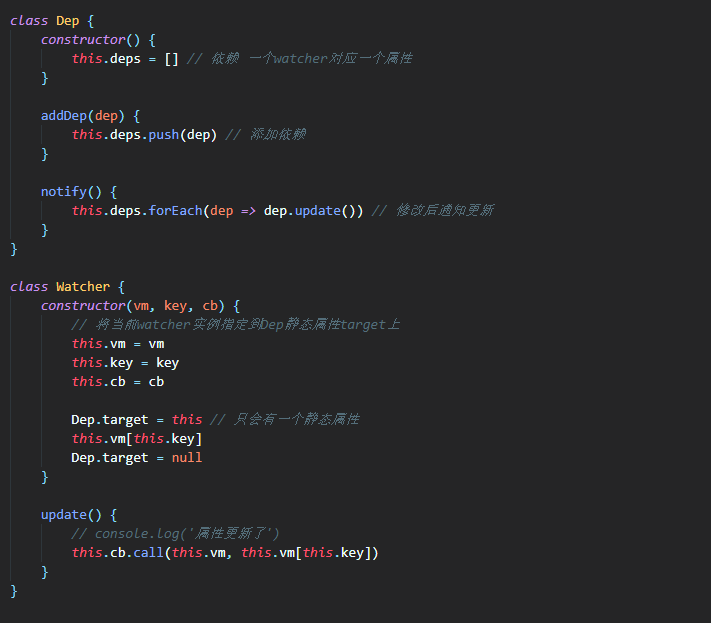 class Dep {
    constructor() {
        this.deps = [] // 依赖 一个watcher对应一个属性
    }
    addDep(dep) {
        this.deps.push(dep) // 添加依赖
    }
    notify() {
        this.deps.forEach(dep => dep.update()) // 修改后通知更新
    }
}
class Watcher {
    constructor(vm, key, cb) {
        // 将当前watcher实例指定到Dep静态属性target上
        this.vm = vm
        this.key = key
        this.cb = cb
        Dep.target = this // 只会有一个静态属性
        this.vm[this.key]
        Dep.target = null
    }
    update() {
        // console.log('属性更新了')
        this.cb.call(this.vm, this.vm[this.key])
    }
}